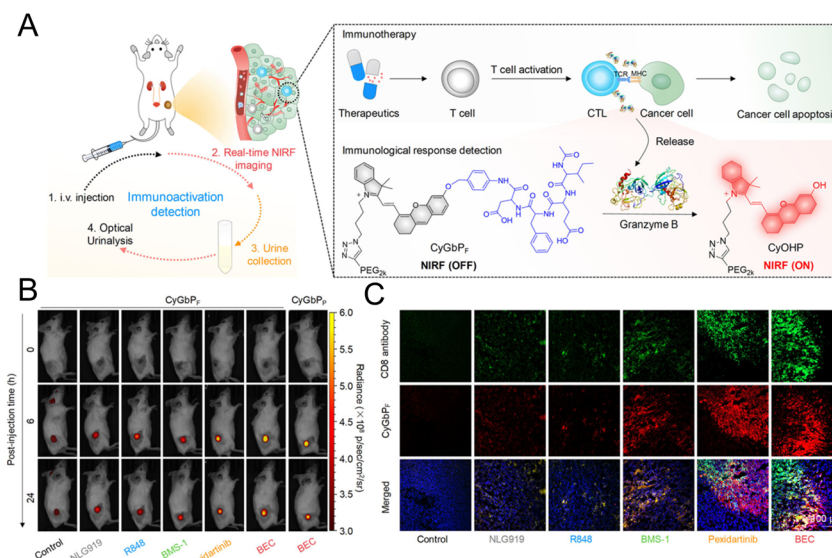 A
Immunotherapy
T cell activation
TCR MHC
Therapeutics
T cell
CTL
Cancer cell
Cancer cell apoptosis
2. Real-time NIRF
imaging
Immunological response detection
Release
1. i.v. injection
Immunoactivation
detection
4. Optical
Urinalysis
3. Urine
collection
CyGbPF
NIRF (OFF)
PEG2k
Granzyme B
CyOHP
NIRF (ON)
PEG2k
B
CyGbPF
CyGbPP
Post-injection time (h)
0
6
24
Control
NLG919
R848
BMS-1
xidartinib
BEC
BEC
6.0
5.5
5.0
4.5
4.0
3.5
3.0
Radiance (×10⁸ p/sec/cm²/sr)
C
CD8 antibody
CyGbPF
Merged
Control
NLG919
R848
BMS-1
Pexidartinib
BEC